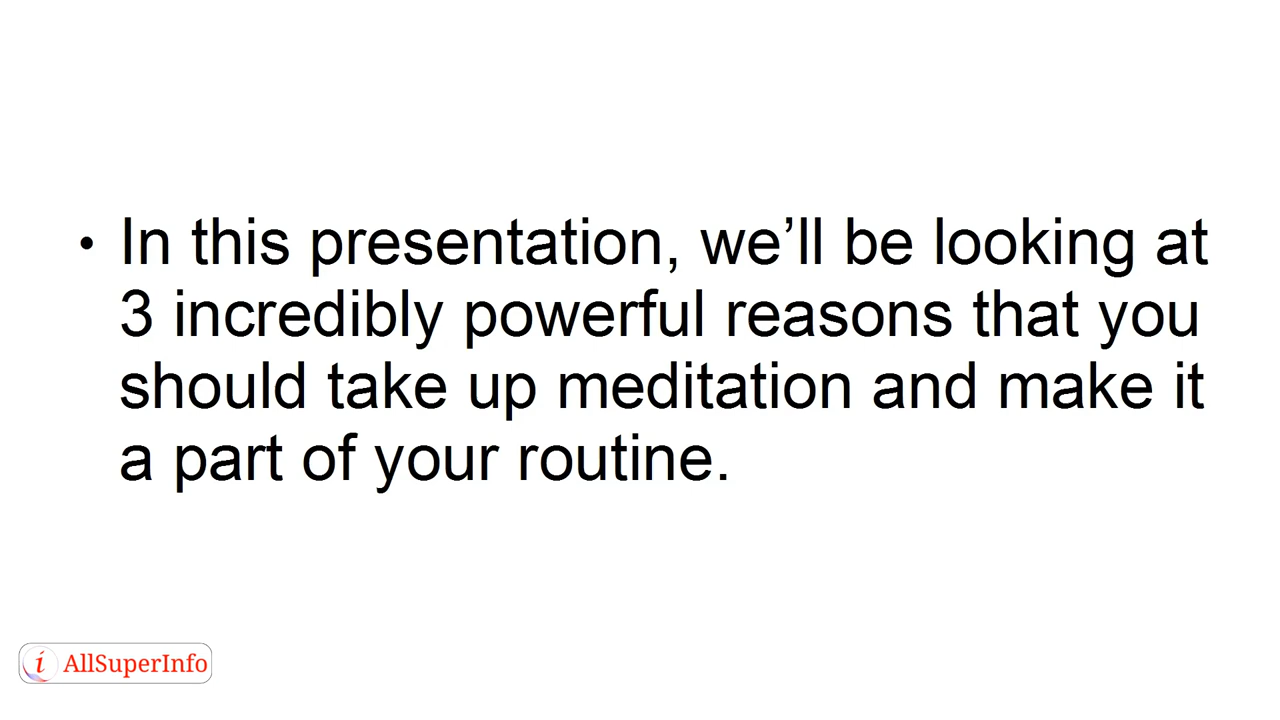 • In this presentation, we’ll be looking at
3 incredibly powerful reasons that you
should take up meditation and make it
a part of your routine.
i AllSuperInfo